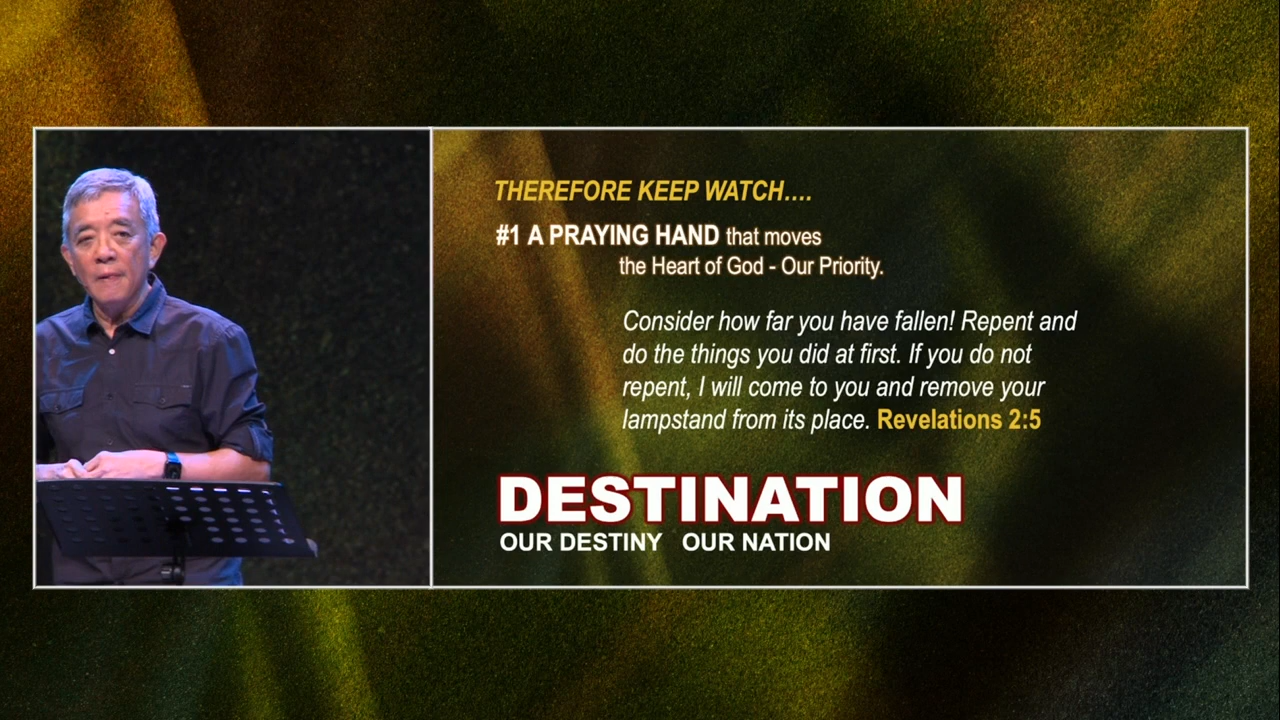 THEREFORE KEEP WATCH....
#1 A PRAYING HAND that moves
the Heart of God - Our Priority.
Consider how far you have fallen! Repent and
do the things you did at first. If you do not
repent, I will come to you and remove your
lampstand from its place. Revelations 2:5
DESTINATION
OUR DESTINY OUR NATION